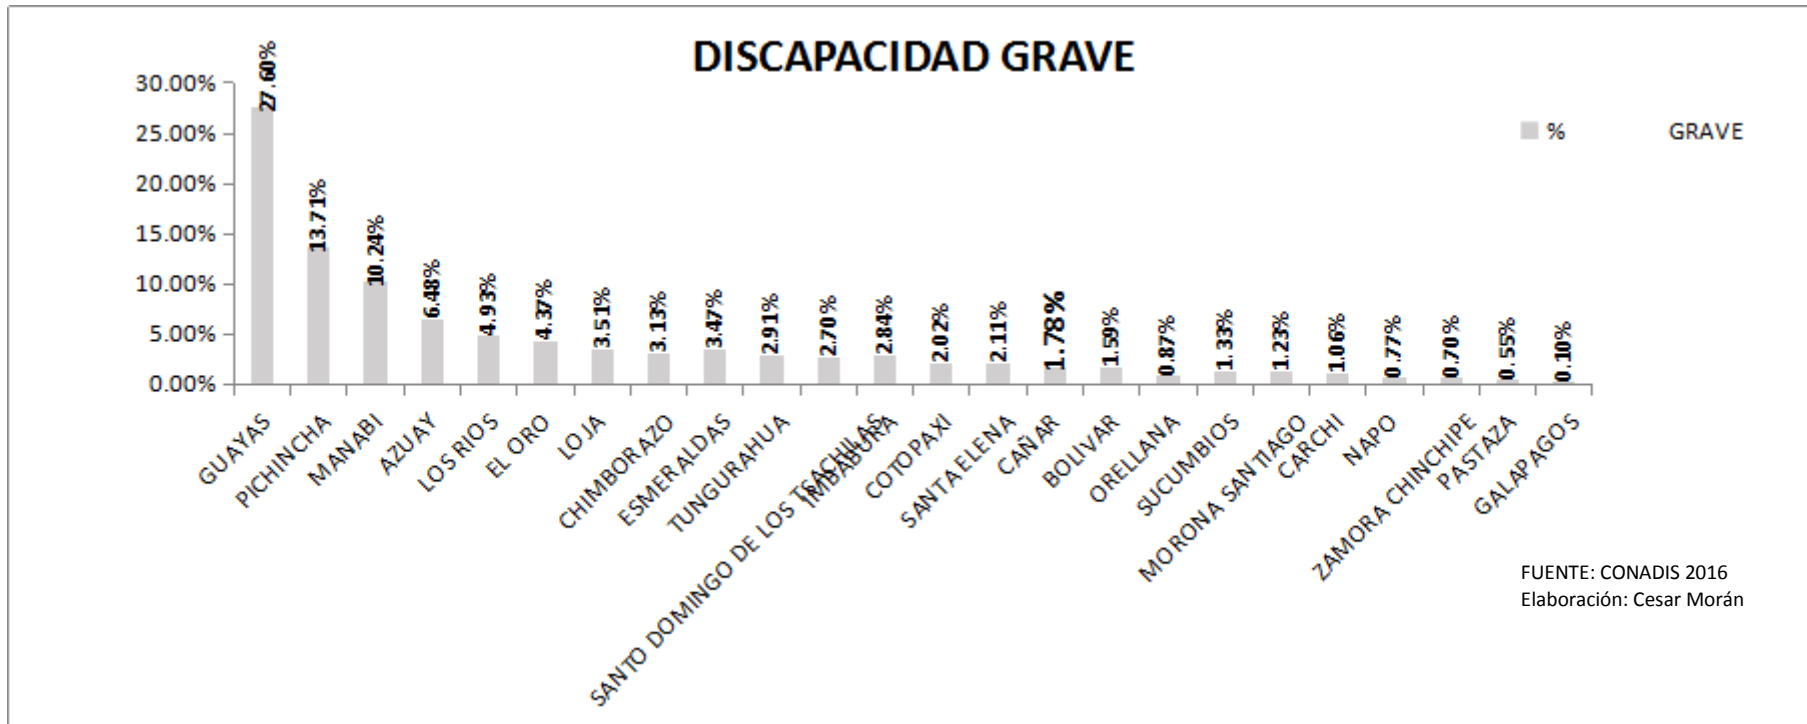 DISCAPACIDAD GRAVE
30.00%
25.00%
20.00%
15.00%
10.00%
5.00%
0.00%
27.60%
13.71%
10.24%
6.48%
4.93%
4.37%
3.51%
3.13%
3.47%
2.91%
2.70%
2.84%
2.02%
2.11%
1.78%
1.59%
0.87%
1.33%
1.23%
1.06%
0.77%
0.70%
0.55%
0.10%
% GRAVE
GUAYAS
PICHINCHA
MANABI
AZUAY
LOS RIOS
EL ORO
LOJA
CHIMBORAZO
ESMERALDAS
TUNGURAHUA
SANTO DOMINGO DE LOS TSACHILAS
IMBABURA
COTOPAXI
SANTA ELENA
CAÑAR
BOLIVAR
ORELLANA
SUCUMBIOS
MORONA SANTIAGO
CARCHI
NAPO
ZAMORA CHINCHIPE
PASTAZA
GALAPAGOS
FUENTE: CONADIS 2016
Elaboración: Cesar Morán